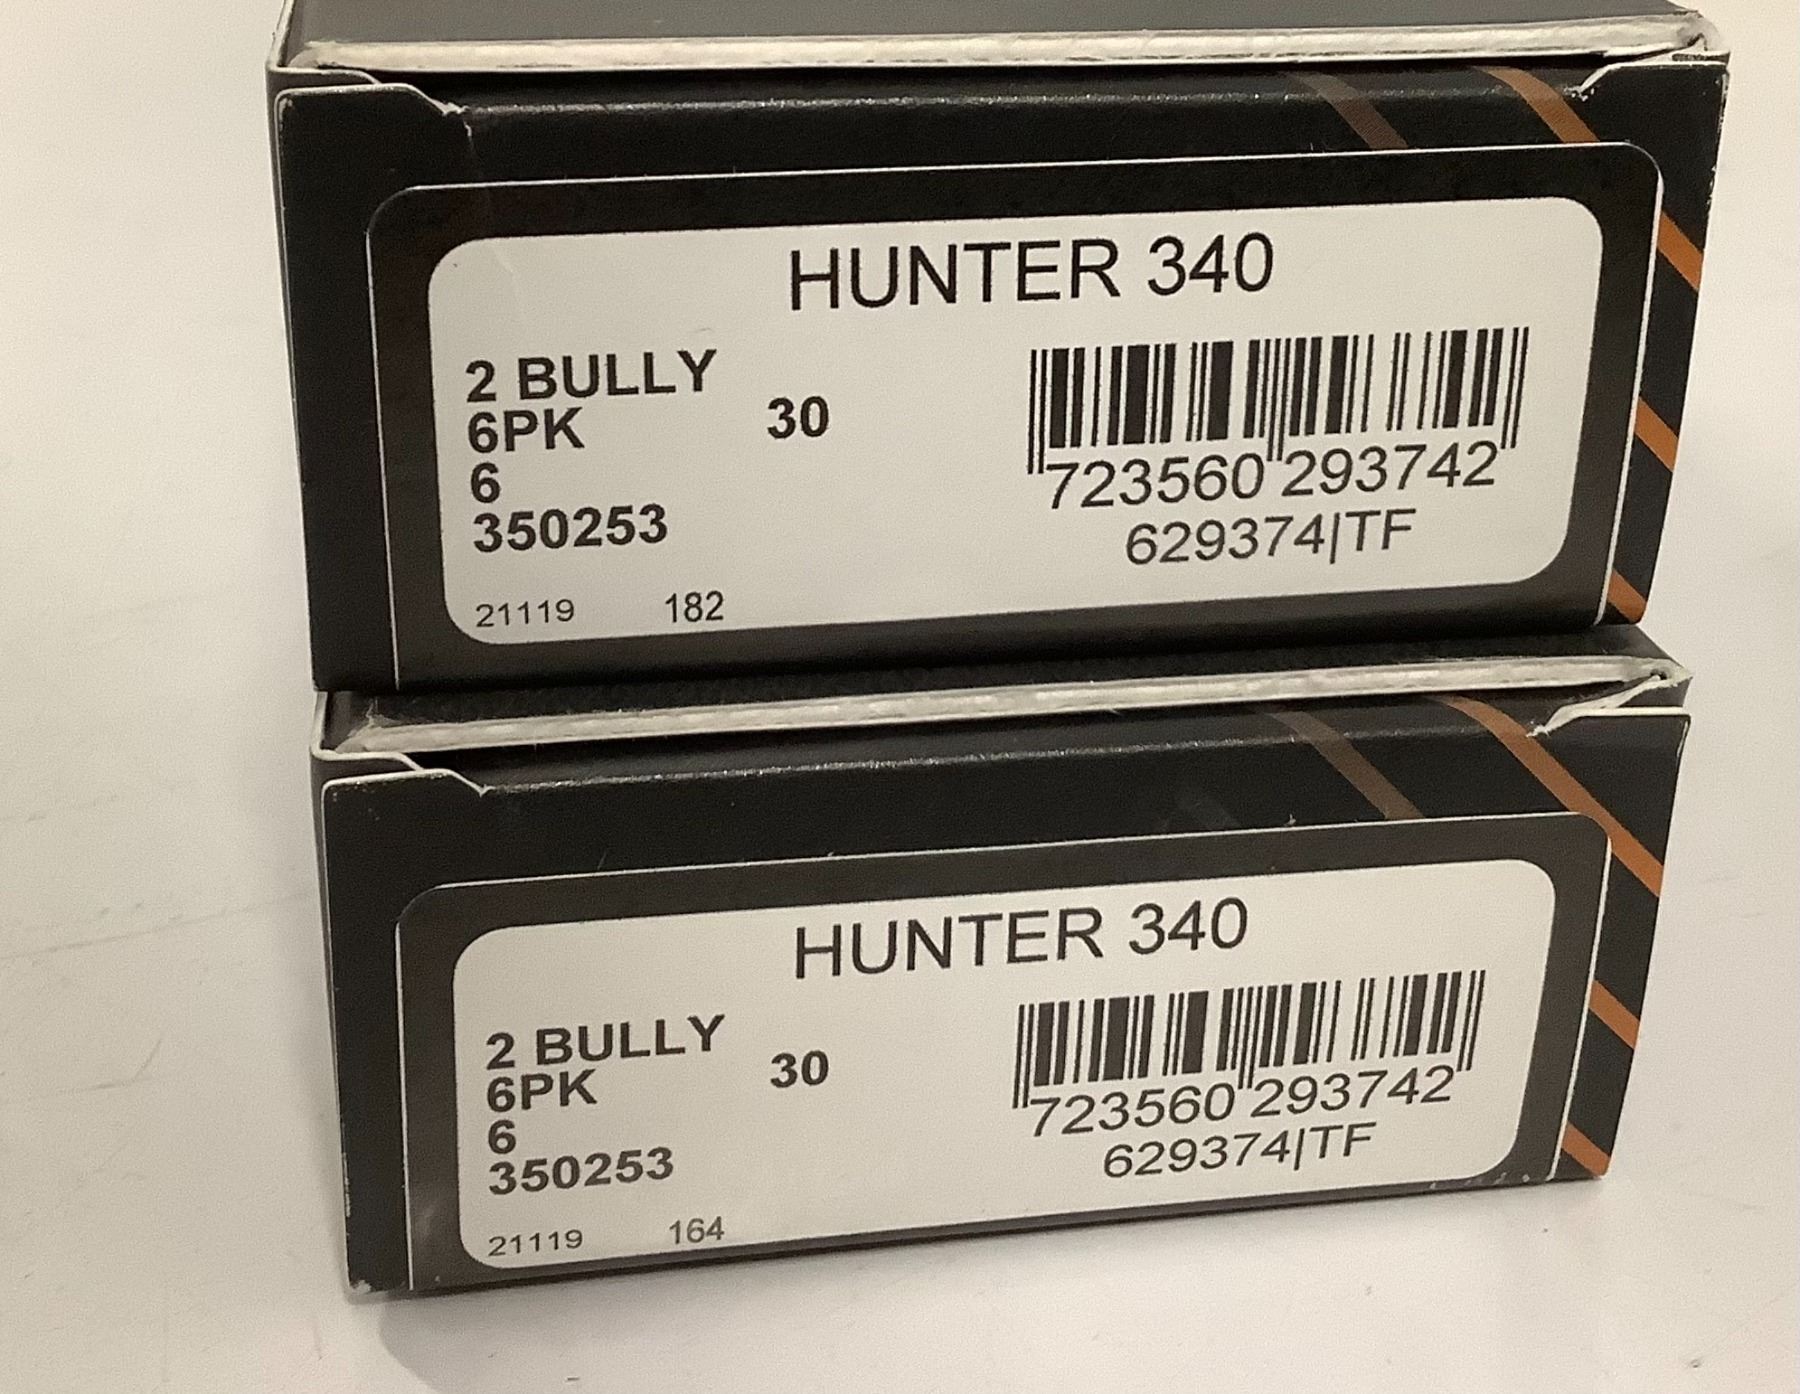 HUNTER 340
2 BULLY
6PK 30
6
350253
723560 293742
629374|TF
21119 182
HUNTER 340
2 BULLY
6PK 30
6
350253
723560 293742
629374|TF
21119 164